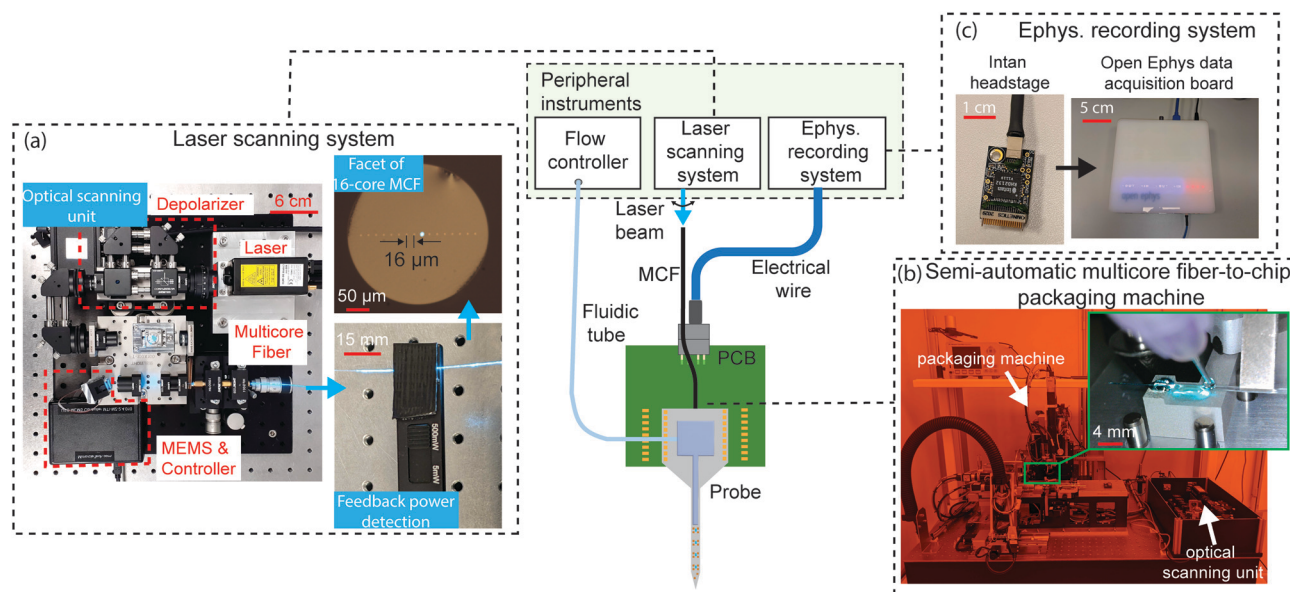 (a)
Laser scanning system
Optical scanning
unit
Depolarizer
6 cm
Laser
Multicore
Fiber
MEMS &
Controller
Facet of
16-core MCF
16 µm
50 µm
15 mm
500mW
5mW
Feedback power
detection
Peripheral
instruments
Flow
controller
Laser
scanning
system
Ephys.
recording
system
Laser
beam
MCF
Electrical
wire
Fluidic
tube
PCB
Probe
(c)
Ephys. recording system
Intan
headstage
Open Ephys data
acquisition board
1 cm
5 cm
(b)
Semi-automatic multicore fiber-to-chip
packaging machine
packaging machine
4 mm
optical
scanning unit